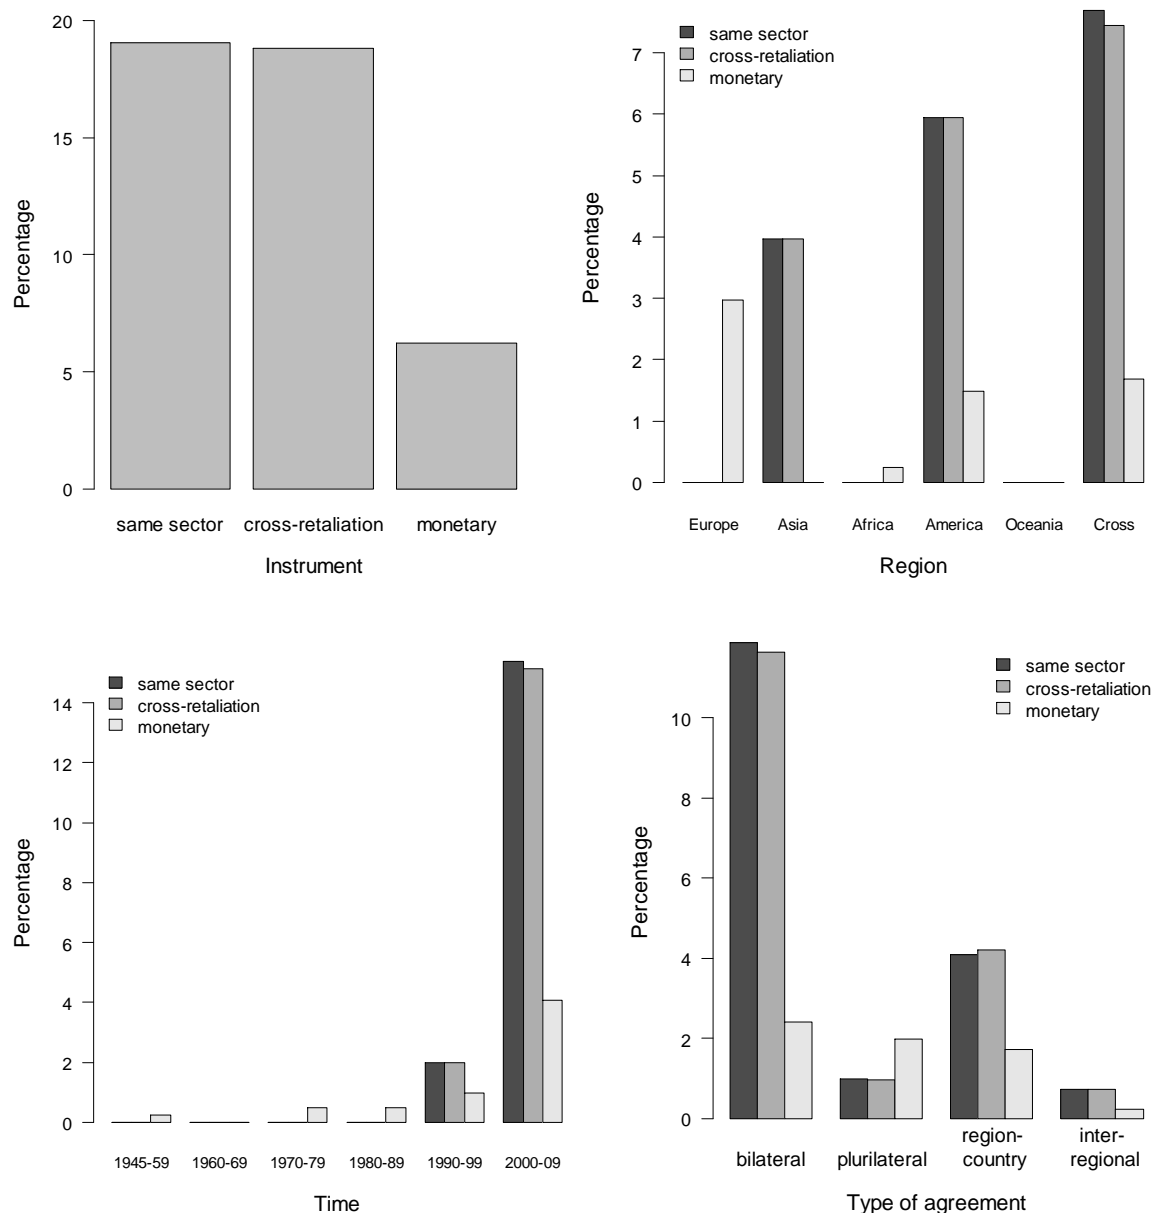 20
15
10
5
0
Percentage
same sector cross-retaliation monetary
Instrument
same sector
cross-retaliation
monetary
7
6
5
4
3
2
1
0
Percentage
Europe Asia Africa America Oceania Cross
Region
same sector
cross-retaliation
monetary
14
12
10
8
6
4
2
0
Percentage
1945-59 1960-69 1970-79 1980-89 1990-99 2000-09
Time
same sector
cross-retaliation
monetary
10
8
6
4
2
0
Percentage
bilateral plurilateral region-country inter-regional
Type of agreement